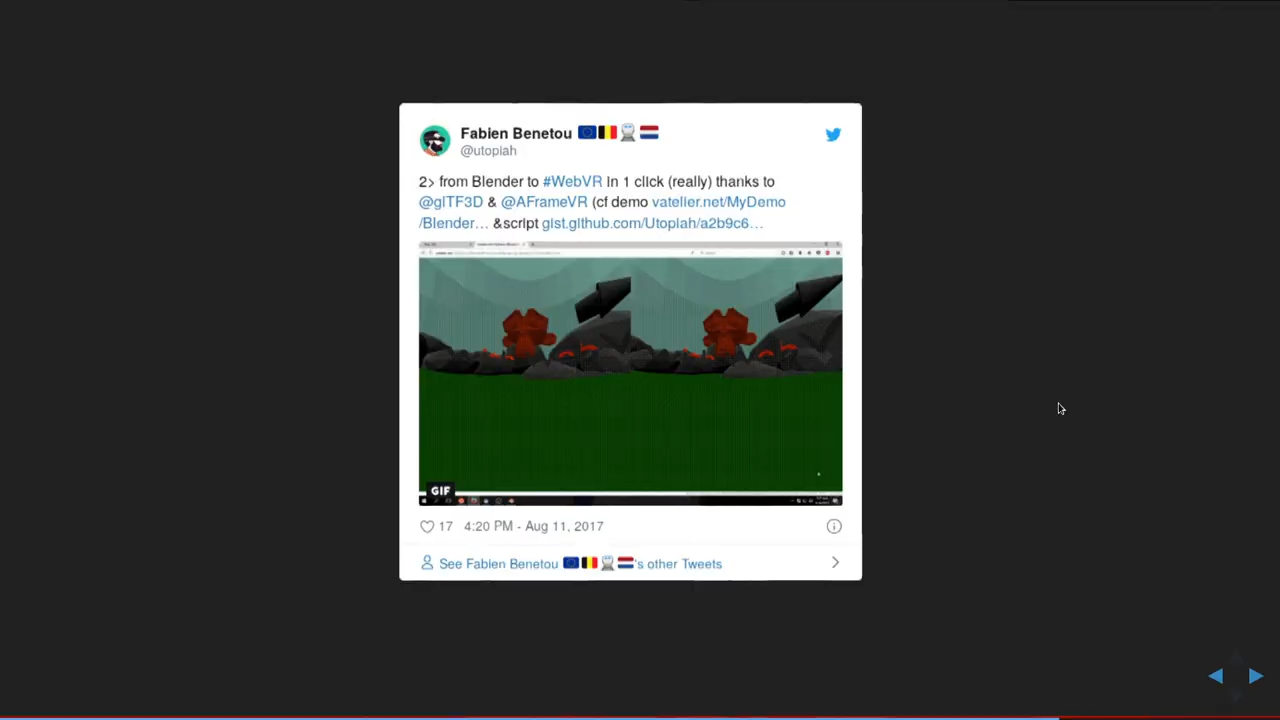 Fabien Benetou
@utopiah
2> from Blender to #WebVR in 1 click (really) thanks to
@glTF3D & @AFrameVR (cf demo vatelier.net/MyDemo
/Blender… &script gist.github.com/Utopiah/a2b9c6…
GIF
17 4:20 PM - Aug 11, 2017
See Fabien Benetou 's other Tweets